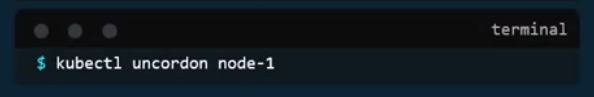 terminal
$ kubectl uncordon node-1